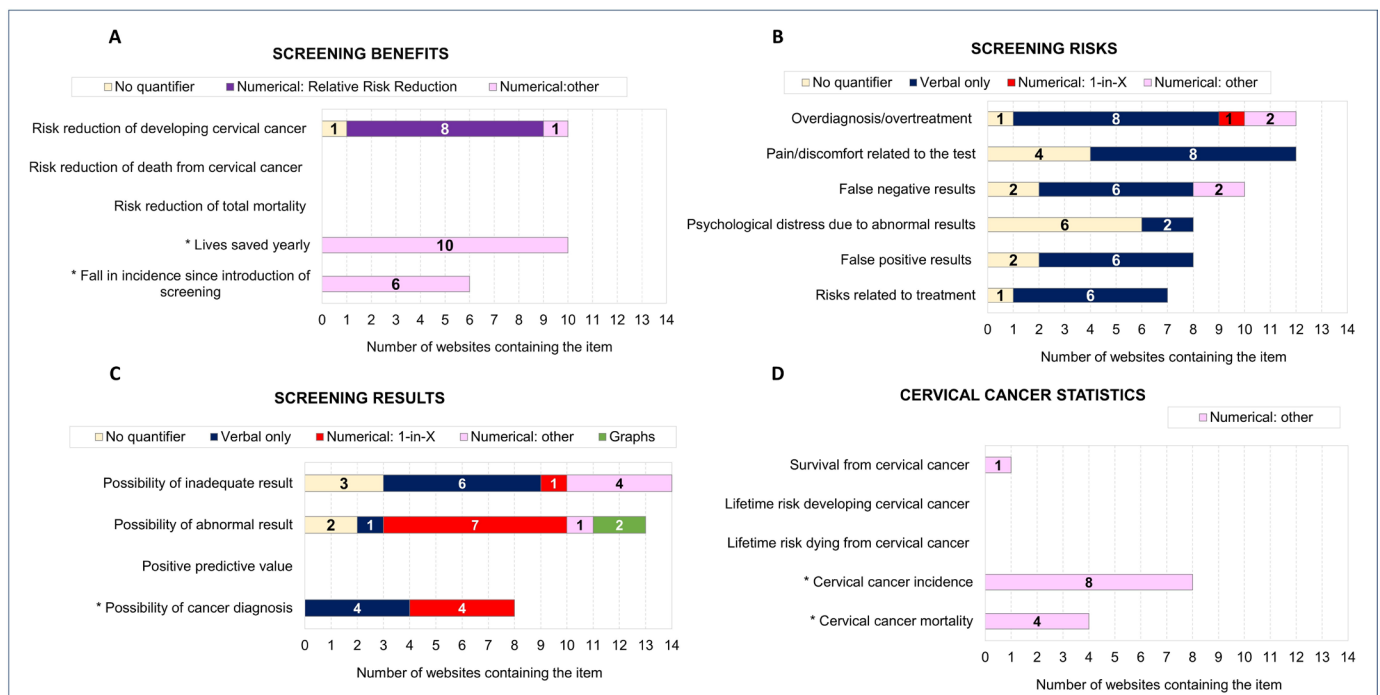 A
SCREENING BENEFITS
No quantifier Numerical: Relative Risk Reduction Numerical:other
Risk reduction of developing cervical cancer 1 8 1
Risk reduction of death from cervical cancer
Risk reduction of total mortality
* Lives saved yearly 10
* Fall in incidence since introduction of
screening 6
0 1 2 3 4 5 6 7 8 9 10 11 12 13 14
Number of websites containing the item
B
SCREENING RISKS
No quantifier Verbal only Numerical: 1-in-X Numerical: other
Overdiagnosis/overtreatment 1 8 1 2
Pain/discomfort related to the test 4 8
False negative results 2 6 2
Psychological distress due to abnormal results 6 2
False positive results 2 6
Risks related to treatment 1 6
0 1 2 3 4 5 6 7 8 9 10 11 12 13 14
Number of websites containing the item
C
SCREENING RESULTS
No quantifier Verbal only Numerical: 1-in-X Numerical: other Graphs
Possibility of inadequate result 3 6 1 4
Possibility of abnormal result 2 1 7 1 2
Positive predictive value
* Possibility of cancer diagnosis 4 4
0 1 2 3 4 5 6 7 8 9 10 11 12 13 14
Number of websites containing the item
D
CERVICAL CANCER STATISTICS
Numerical: other
Survival from cervical cancer 1
Lifetime risk developing cervical cancer
Lifetime risk dying from cervical cancer
* Cervical cancer incidence 8
* Cervical cancer mortality 4
0 1 2 3 4 5 6 7 8 9 10 11 12 13 14
Number of websites containing the item